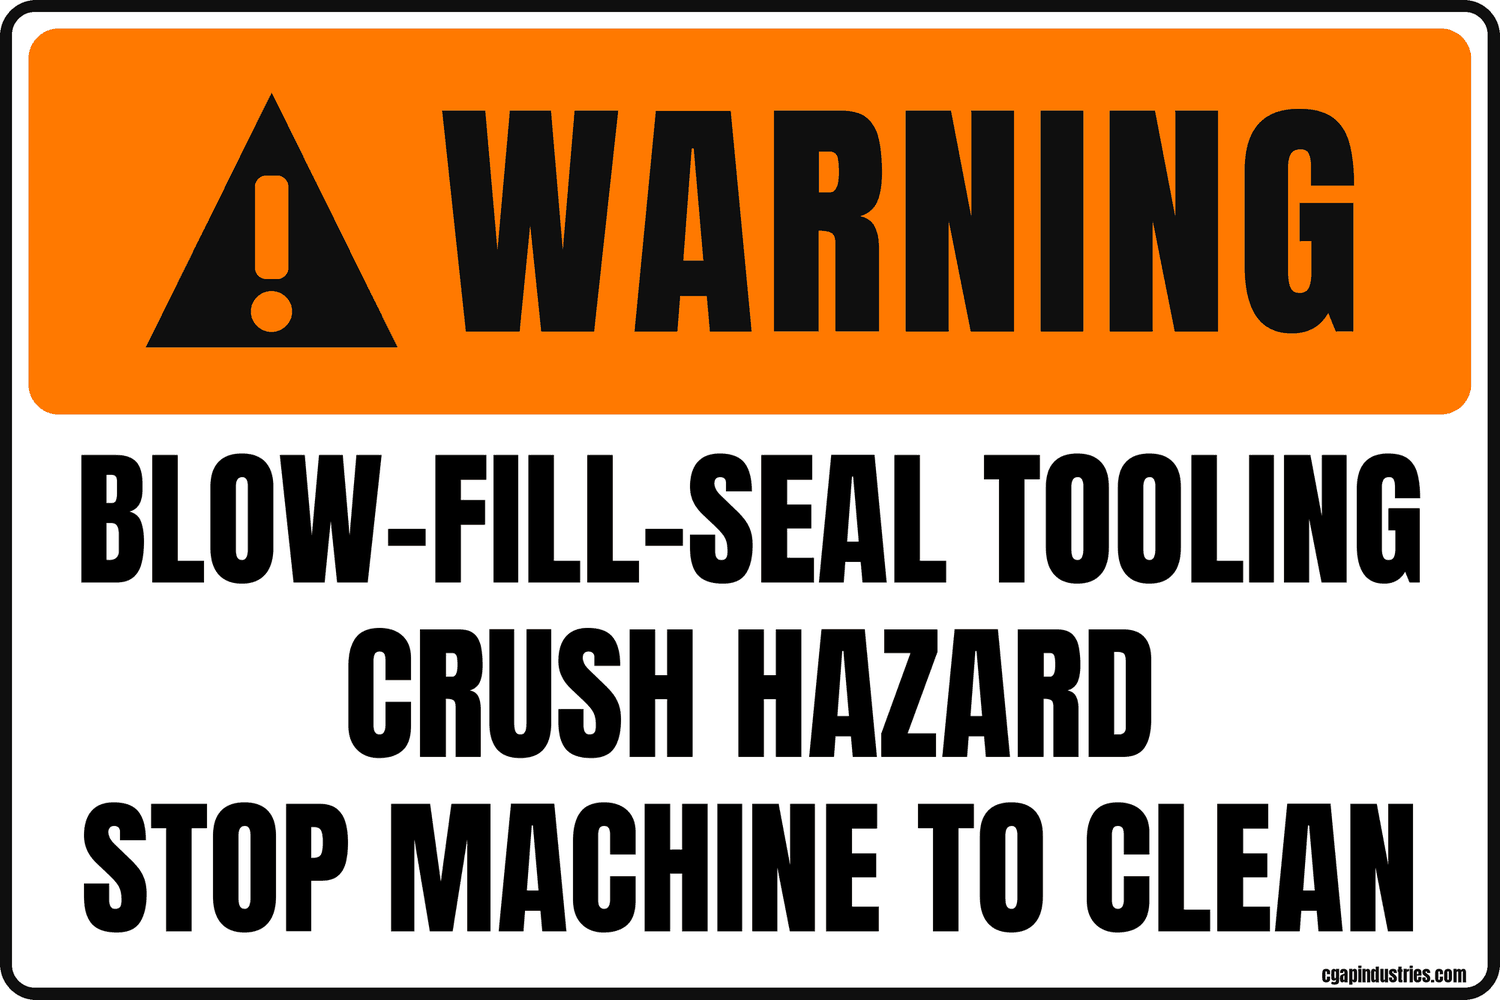 WARNING
BLOW-FILL-SEAL TOOLING
CRUSH HAZARD
STOP MACHINE TO CLEAN
cgapindustries.com